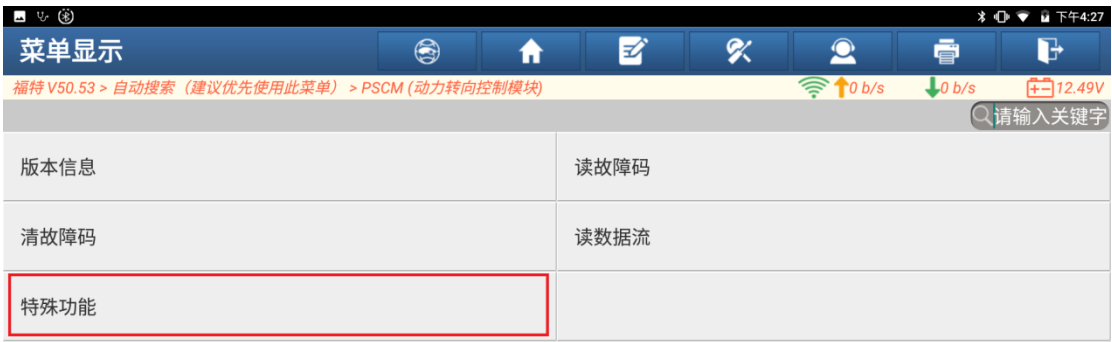 下午4:27
菜单显示
福特 V50.53 > 自动搜索（建议优先使用此菜单） > PSCM (动力转向控制模块)
0 b/s
0 b/s
12.49V
请输入关键字
版本信息
读故障码
清故障码
读数据流
特殊功能